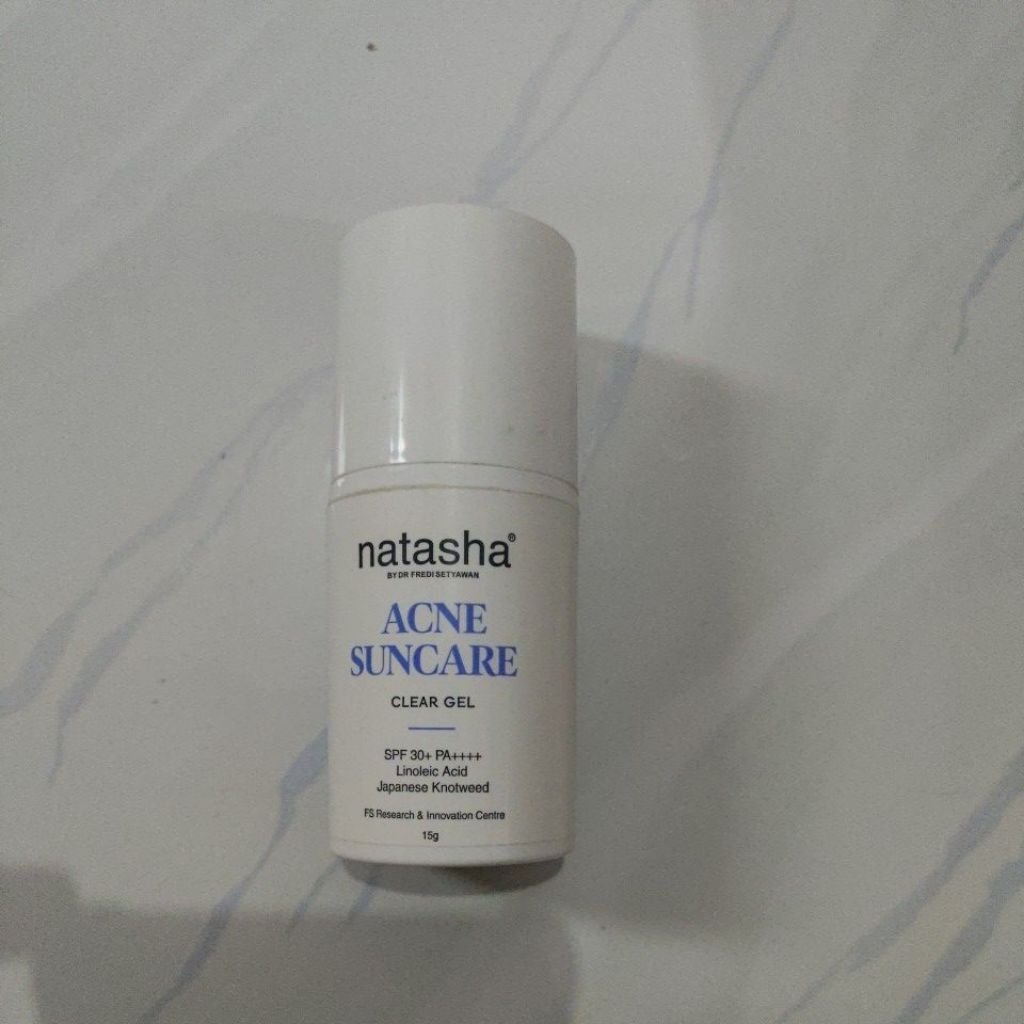 natasha®
BY DR FREDI SETYAWAN
ACNE
SUNCARE
CLEAR GEL
SPF 30+ PA++++
Linoleic Acid
Japanese Knotweed
FS Research & Innovation Centre
15g